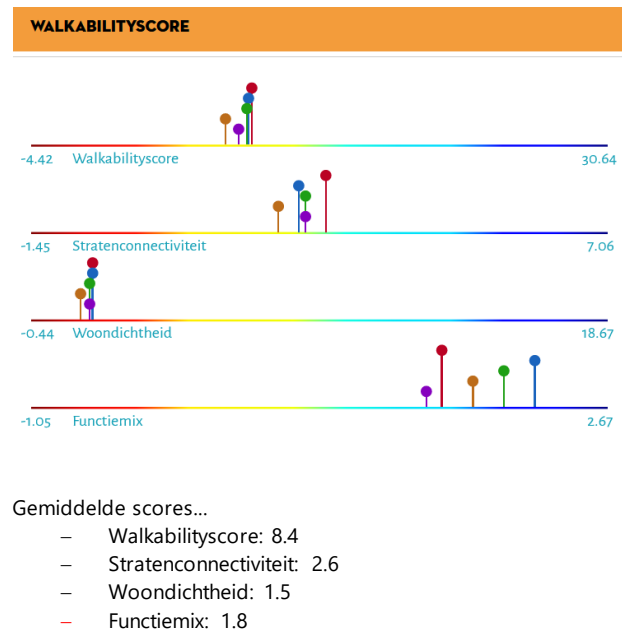 WALKABILITYSCORE
-4.42 Walkabilityscore 30.64
-1.45 Stratenconnectiviteit 7.06
-0.44 Woondichtheid 18.67
-1.05 Functiemix 2.67
Gemiddelde scores...
– Walkabilityscore: 8.4
– Stratenconnectiviteit: 2.6
– Woondichtheid: 1.5
– Functiemix: 1.8